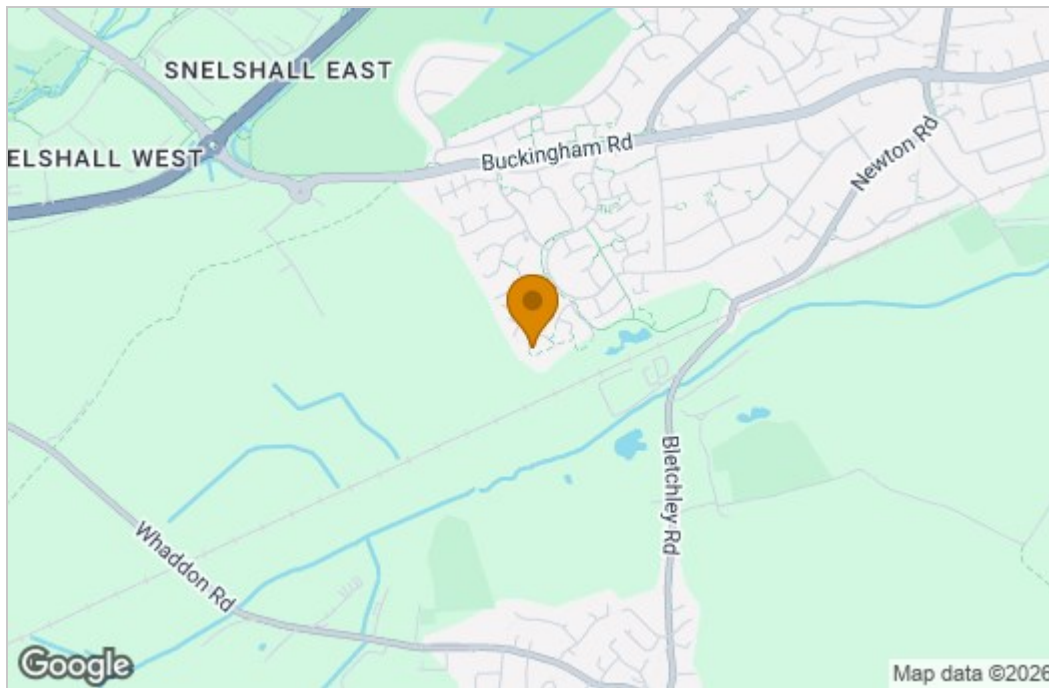 SNELSHALL EAST
ELSHALL WEST
Buckingham Rd
Newton Rd
Bletchley Rd
Whaddon Rd
Google
Map data ©2026